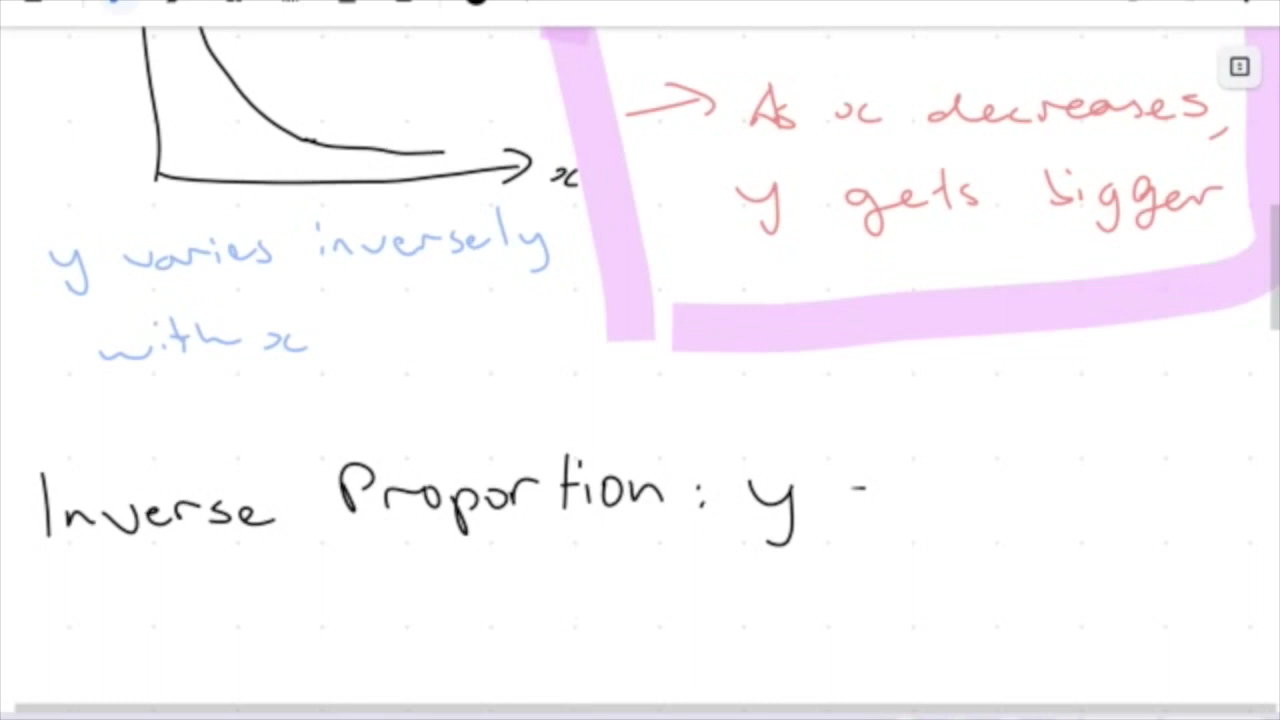 → As x decreases,
y gets bigger
x
y varies inversely
with x
Inverse Proportion: y -